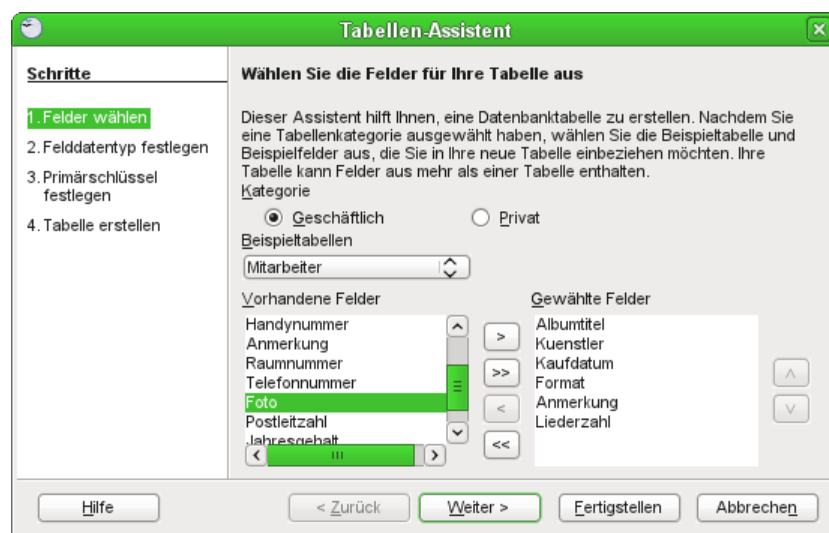 Tabellen-Assistent
Schritte
1. Felder wählen
2. Felddatentyp festlegen
3. Primärschlüssel
festlegen
4. Tabelle erstellen
Wählen Sie die Felder für Ihre Tabelle aus
Dieser Assistent hilft Ihnen, eine Datenbanktabelle zu erstellen. Nachdem Sie
eine Tabellenkategorie ausgewählt haben, wählen Sie die Beispieltabelle und
Beispielfelder aus, die Sie in Ihre neue Tabelle einbeziehen möchten. Ihre
Tabelle kann Felder aus mehr als einer Tabelle enthalten.
Kategorie
Geschäftlich
Privat
Beispieltabellen
Mitarbeiter
Vorhandene Felder
Handynummer
Anmerkung
Raumnummer
Telefonnummer
Foto
Postleitzahl
Jahresgehalt
>
>>
<
<<
Gewählte Felder
Albumtitel
Kuenstler
Kaufdatum
Format
Anmerkung
Liederzahl
Hilfe
< Zurück
Weiter >
Fertigstellen
Abbrechen